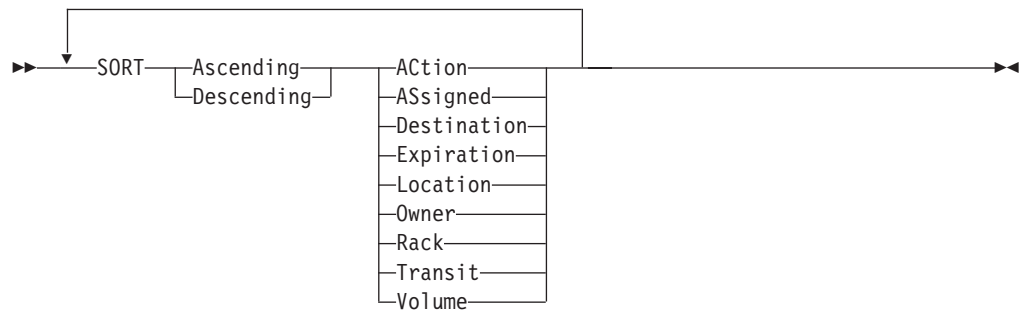 SORT Ascending ACtion
Descending ASsigned
Destination
Expiration
Location
Owner
Rack
Transit
Volume